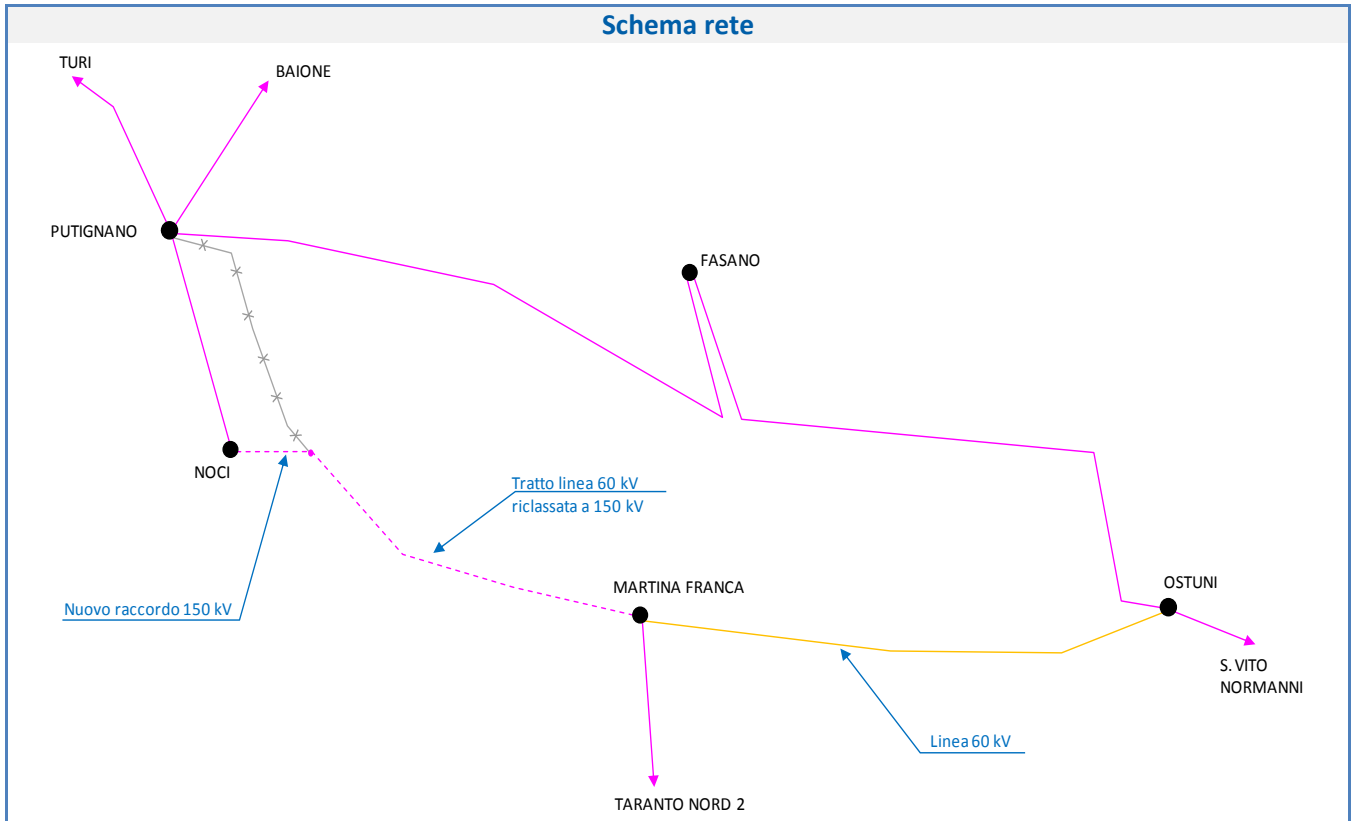 Schema rete
TURI
BAIONE
PUTIGNANO
FASANO
NOCI
Tratto linea 60 kV
riclassata a 150 kV
MARTINA FRANCA
OSTUNI
Nuovo raccordo 150 kV
S. VITO
NORMANNI
Linea 60 kV
TARANTO NORD 2